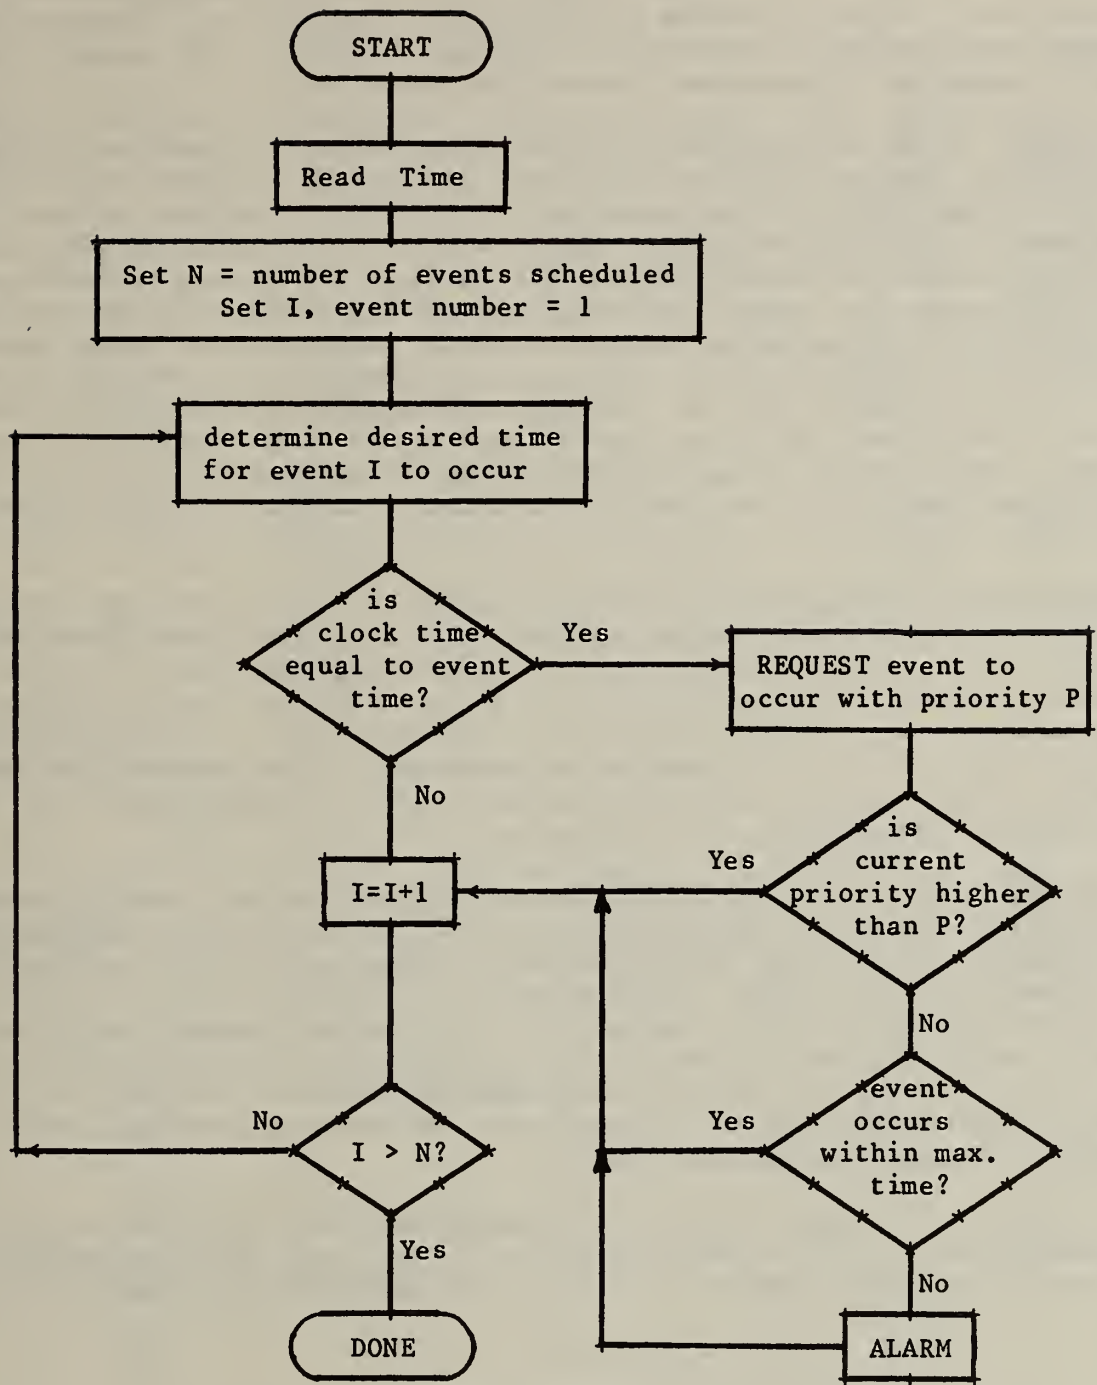 START
Read Time
Set N = number of events scheduled
Set I, event number = 1
determine desired time
for event I to occur
is
clock time
equal to event
time?
Yes
REQUEST event to
occur with priority P
No
is
current
priority higher
than P?
Yes
I=I+1
No
event
occurs
within max.
time?
Yes
No
I > N?
Yes
No
DONE
ALARM